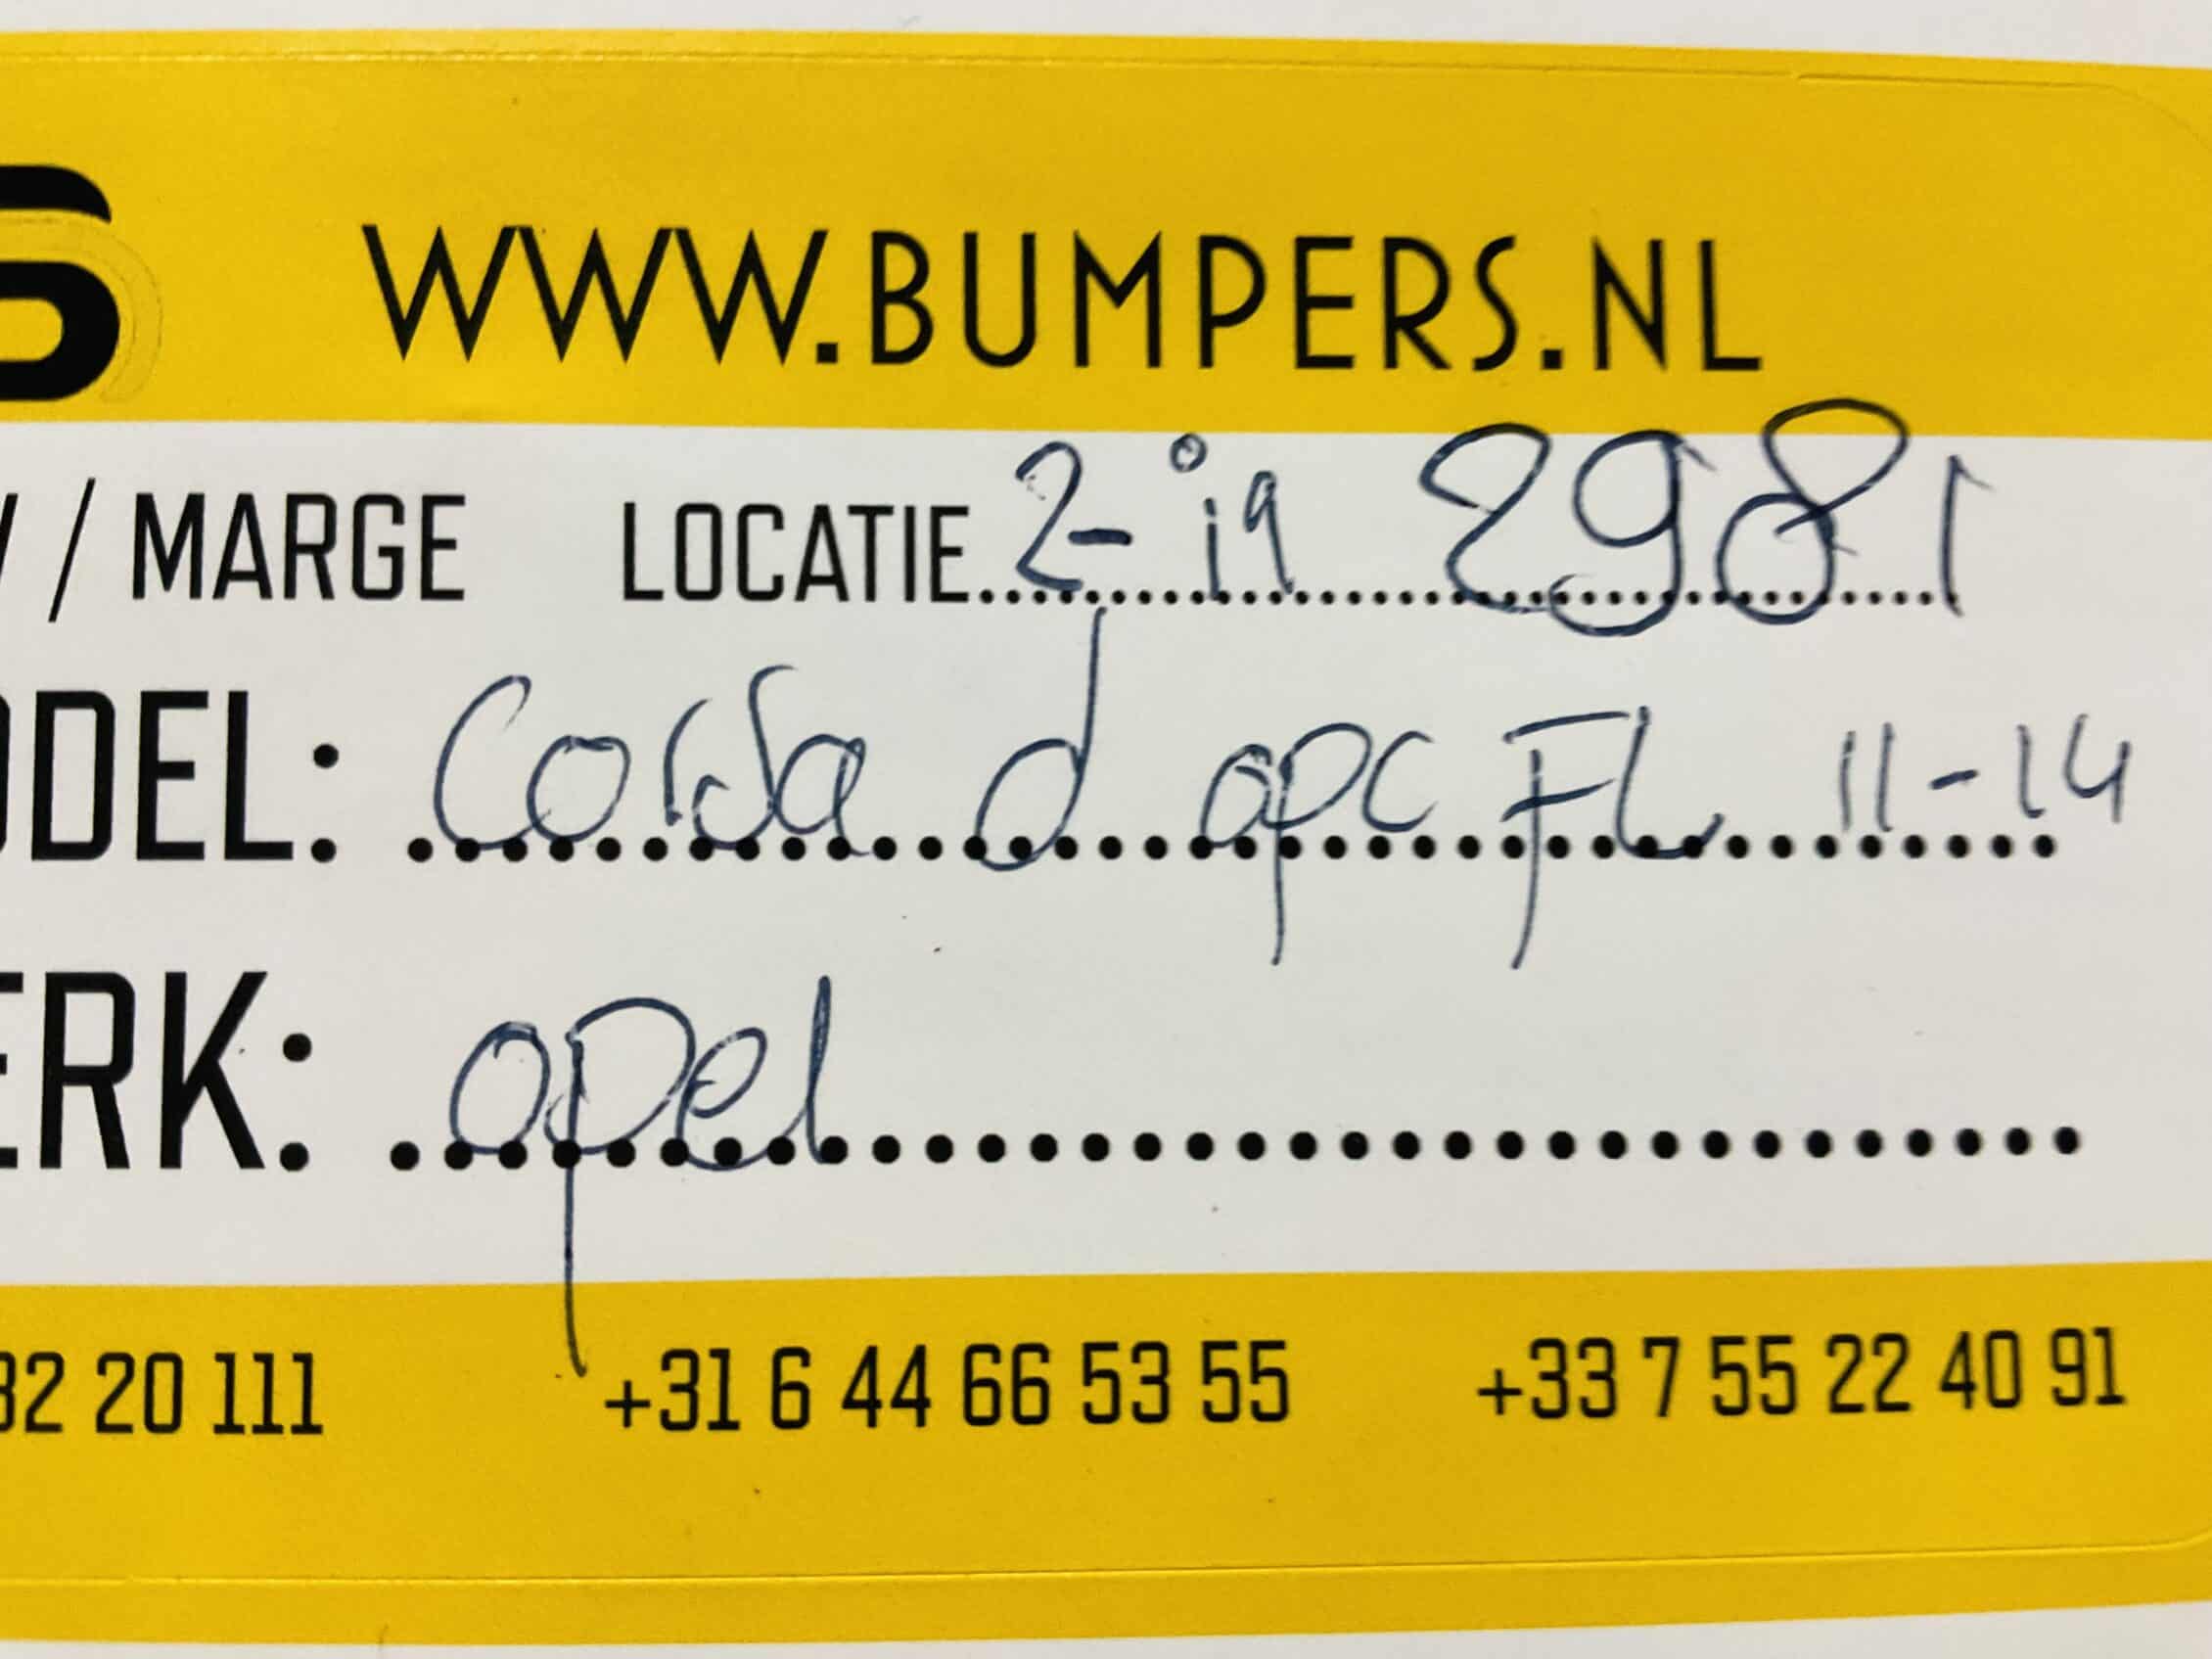 S WWW.BUMPERS.NL
/ MARGE LOCATIE 2- 2981
ODEL: Corsa d opc FL 11-14
ERK: opel
32 20 111 +31 6 44 66 53 55 +33 7 55 22 40 91